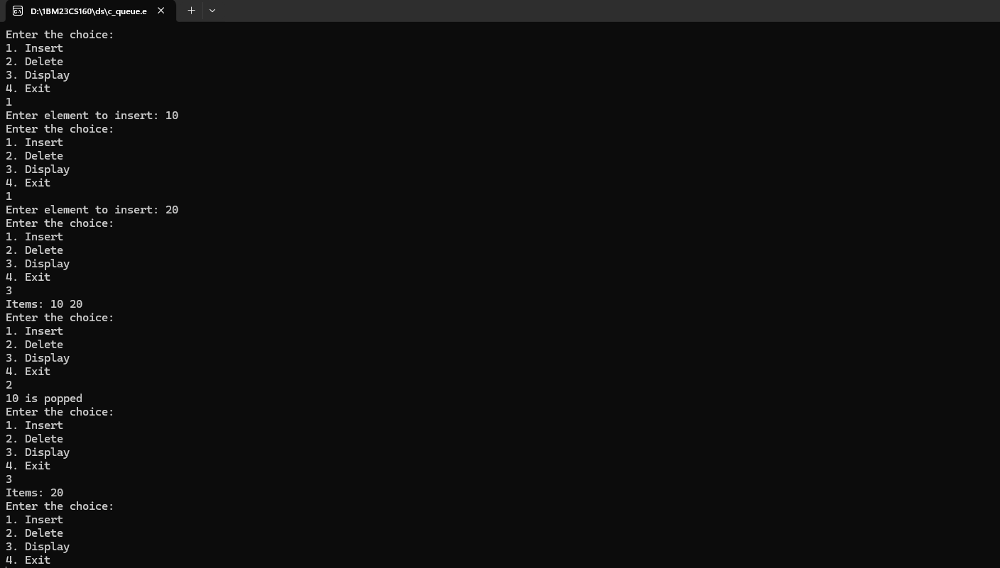 D:\1BM23CS160\ds\c_queue.e
Enter the choice:
1. Insert
2. Delete
3. Display
4. Exit
1
Enter element to insert: 10
Enter the choice:
1. Insert
2. Delete
3. Display
4. Exit
1
Enter element to insert: 20
Enter the choice:
1. Insert
2. Delete
3. Display
4. Exit
3
Items: 10 20
Enter the choice:
1. Insert
2. Delete
3. Display
4. Exit
2
10 is popped
Enter the choice:
1. Insert
2. Delete
3. Display
4. Exit
3
Items: 20
Enter the choice:
1. Insert
2. Delete
3. Display
4. Exit